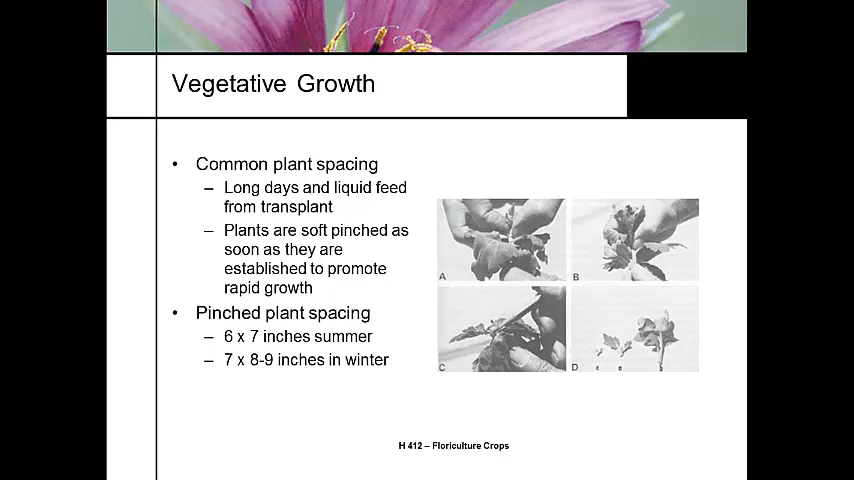 Vegetative Growth
• Common plant spacing
– Long days and liquid feed
from transplant
– Plants are soft pinched as
soon as they are
established to promote
rapid growth
• Pinched plant spacing
– 6 x 7 inches summer
– 7 x 8-9 inches in winter
A
B
C
D
H 412 – Floriculture Crops